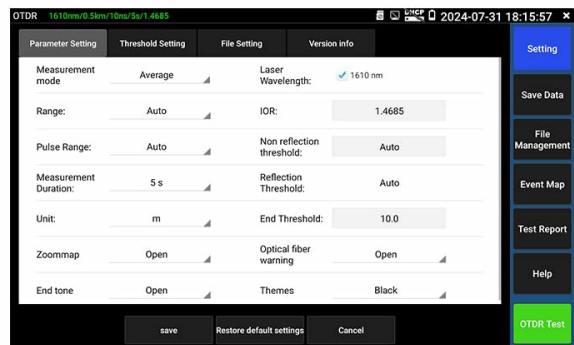 OTDR 1610nm/0.5km/10ns/5s/1.4685 2024-07-31 18:15:57 ×
Parameter Setting Threshold Setting File Setting Version info
Setting
Measurement mode Average Laser Wavelength: 1610 nm
Save Data
Range: Auto IOR: 1.4685
File Management
Pulse Range: Auto Non reflection threshold: Auto
Measurement Duration: 5 s Reflection Threshold: Auto
Event Map
Unit: m End Threshold: 10.0
Test Report
Zoommap Open Optical fiber warning Open
Help
End tone Open Themes Black
save Restore default settings Cancel
OTDR Test